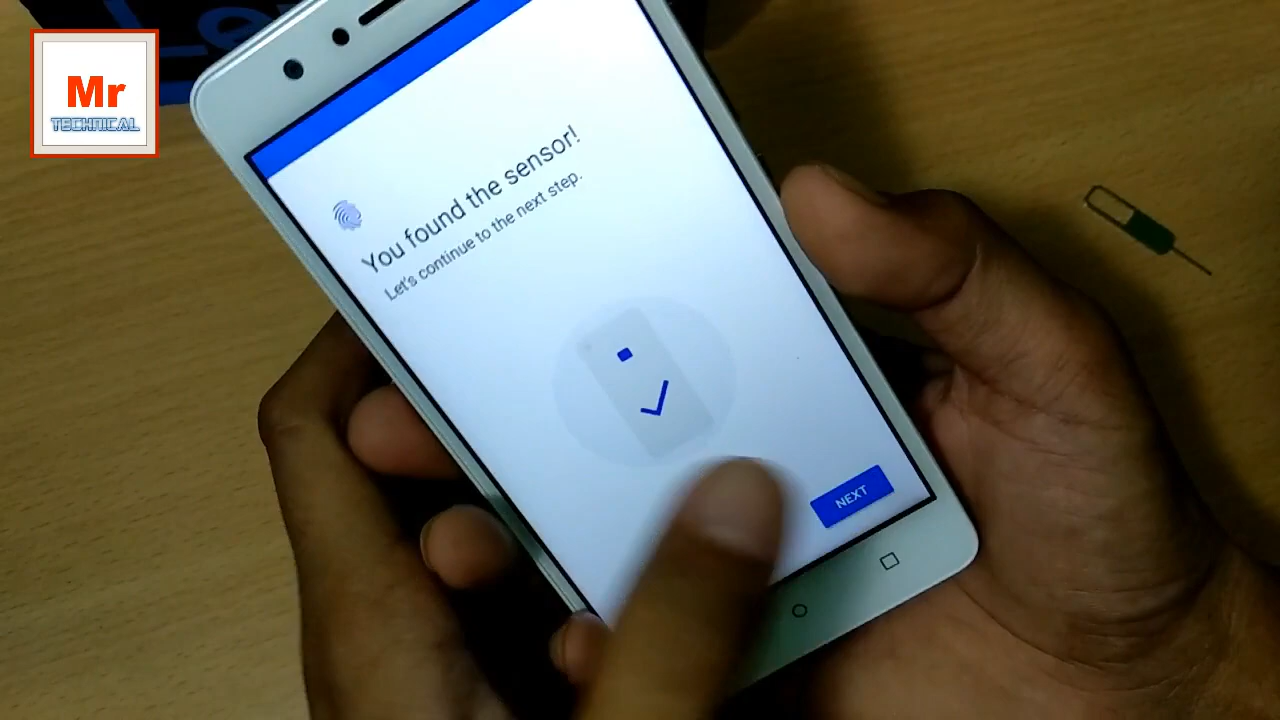 Mr
TECHNICAL
You found the sensor!
Let's continue to the next step.
NEXT